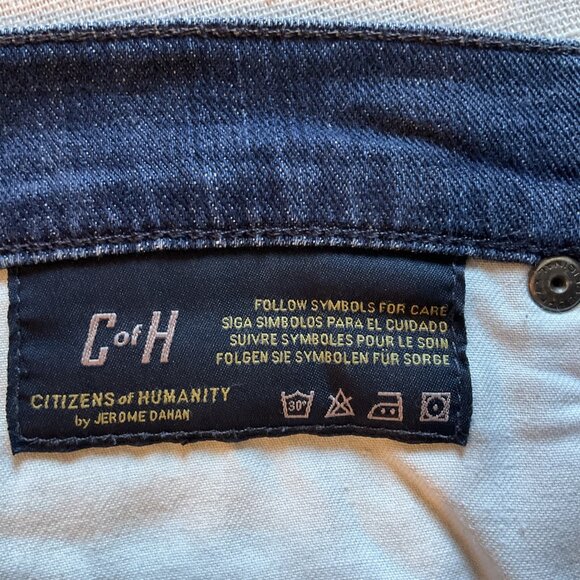 C of H
CITIZENS of HUMANITY
by JEROME DAHAN
FOLLOW SYMBOLS FOR CARE
SIGA SIMBOLOS PARA EL CUIDADO
SUIVRE SYMBOLES POUR LE SOIN
FOLGEN SIE SYMBOLEN FÜR SORGE
30°